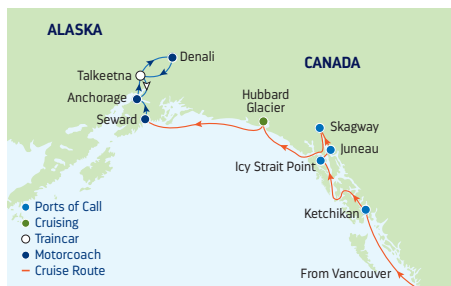 ALASKA
Denali
CANADA
Talkeetna
Anchorage
Hubbard
Glacier
Seward
Skagway
Juneau
Icy Strait Point
Ports of Call
Cruising
Ketchikan
Traincar
Motorcoach
Cruise Route
From Vancouver